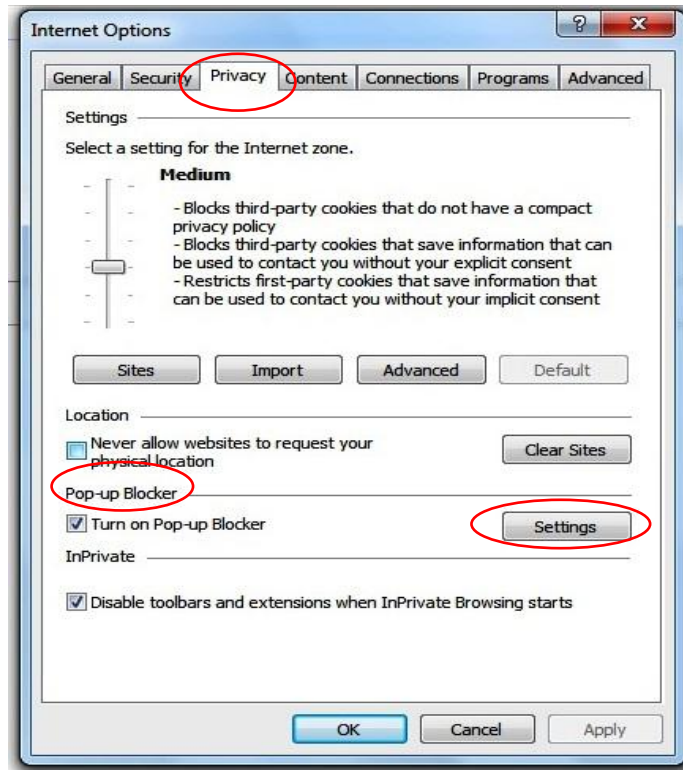 Internet Options
?
General Security Privacy Content Connections Programs Advanced
Settings
Select a setting for the Internet zone.
Medium
- Blocks third-party cookies that do not have a compact
privacy policy
- Blocks third-party cookies that save information that can
be used to contact you without your explicit consent
- Restricts first-party cookies that save information that
can be used to contact you without your implicit consent
Sites Import Advanced Default
Location
Never allow websites to request your
physical location
Clear Sites
Pop-up Blocker
Turn on Pop-up Blocker
Settings
InPrivate
Disable toolbars and extensions when InPrivate Browsing starts
OK Cancel Apply